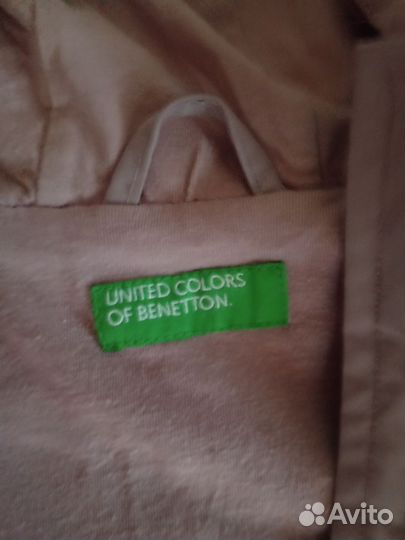 UNITED COLORS
OF BENETTON.
Avito